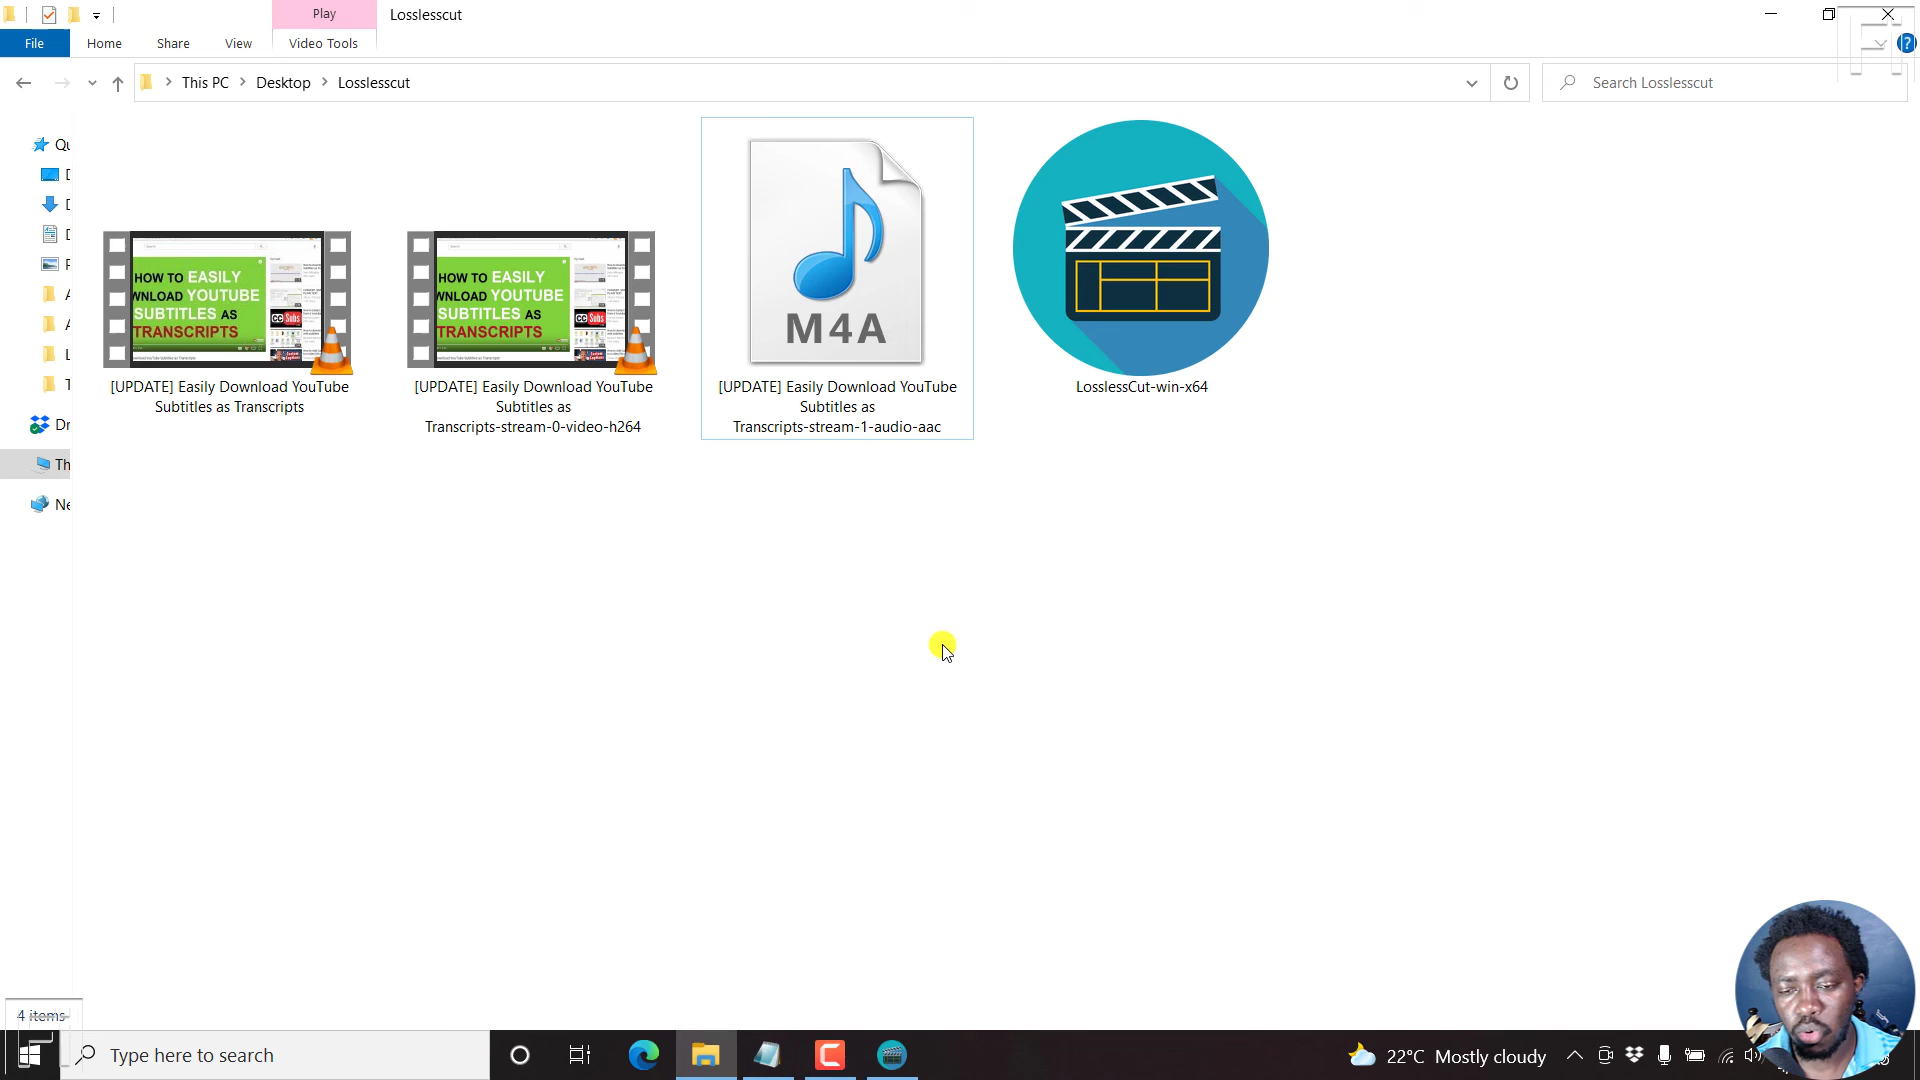 Play
Losslesscut
File
Home
Share
View
Video Tools
This PC
Desktop
Losslesscut
Search Losslesscut
HOW TO EASILY
WNLOAD YOUTUBE
SUBTITLES AS
TRANSCRIPTS
[UPDATE] Easily Download YouTube
Subtitles as Transcripts
HOW TO EASILY
WNLOAD YOUTUBE
SUBTITLES AS
TRANSCRIPTS
[UPDATE] Easily Download YouTube
Subtitles as
Transcripts-stream-0-video-h264
M4A
[UPDATE] Easily Download YouTube
Subtitles as
Transcripts-stream-1-audio-aac
LosslessCut-win-x64
4 items
Type here to search
22°C Mostly cloudy